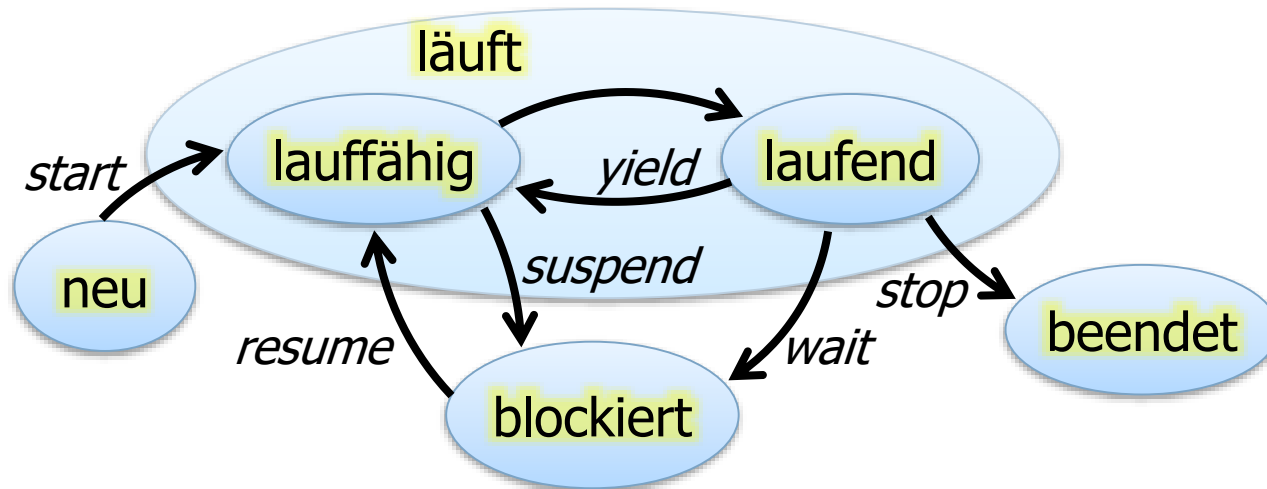 läuft
lauffähig
laufend
start
yield
neu
suspend
stop
resume
wait
beendet
blockiert